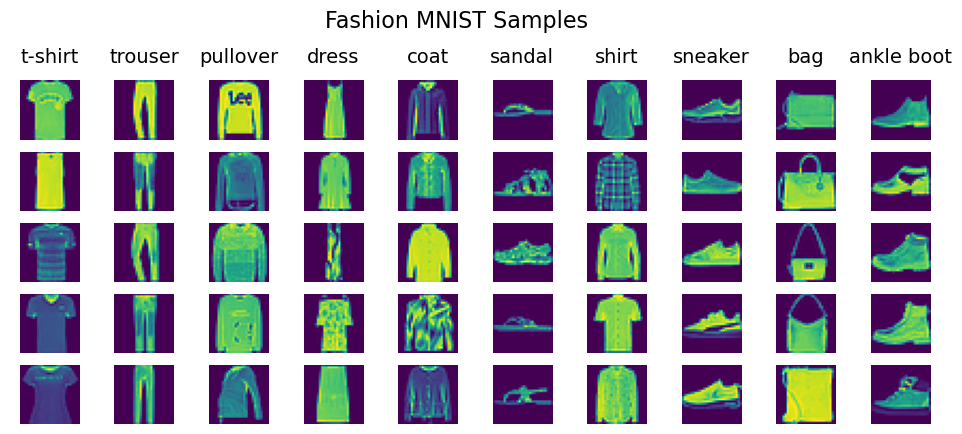 Fashion MNIST Samples
t-shirt trouser pullover dress coat sandal shirt sneaker bag ankle boot
Lee